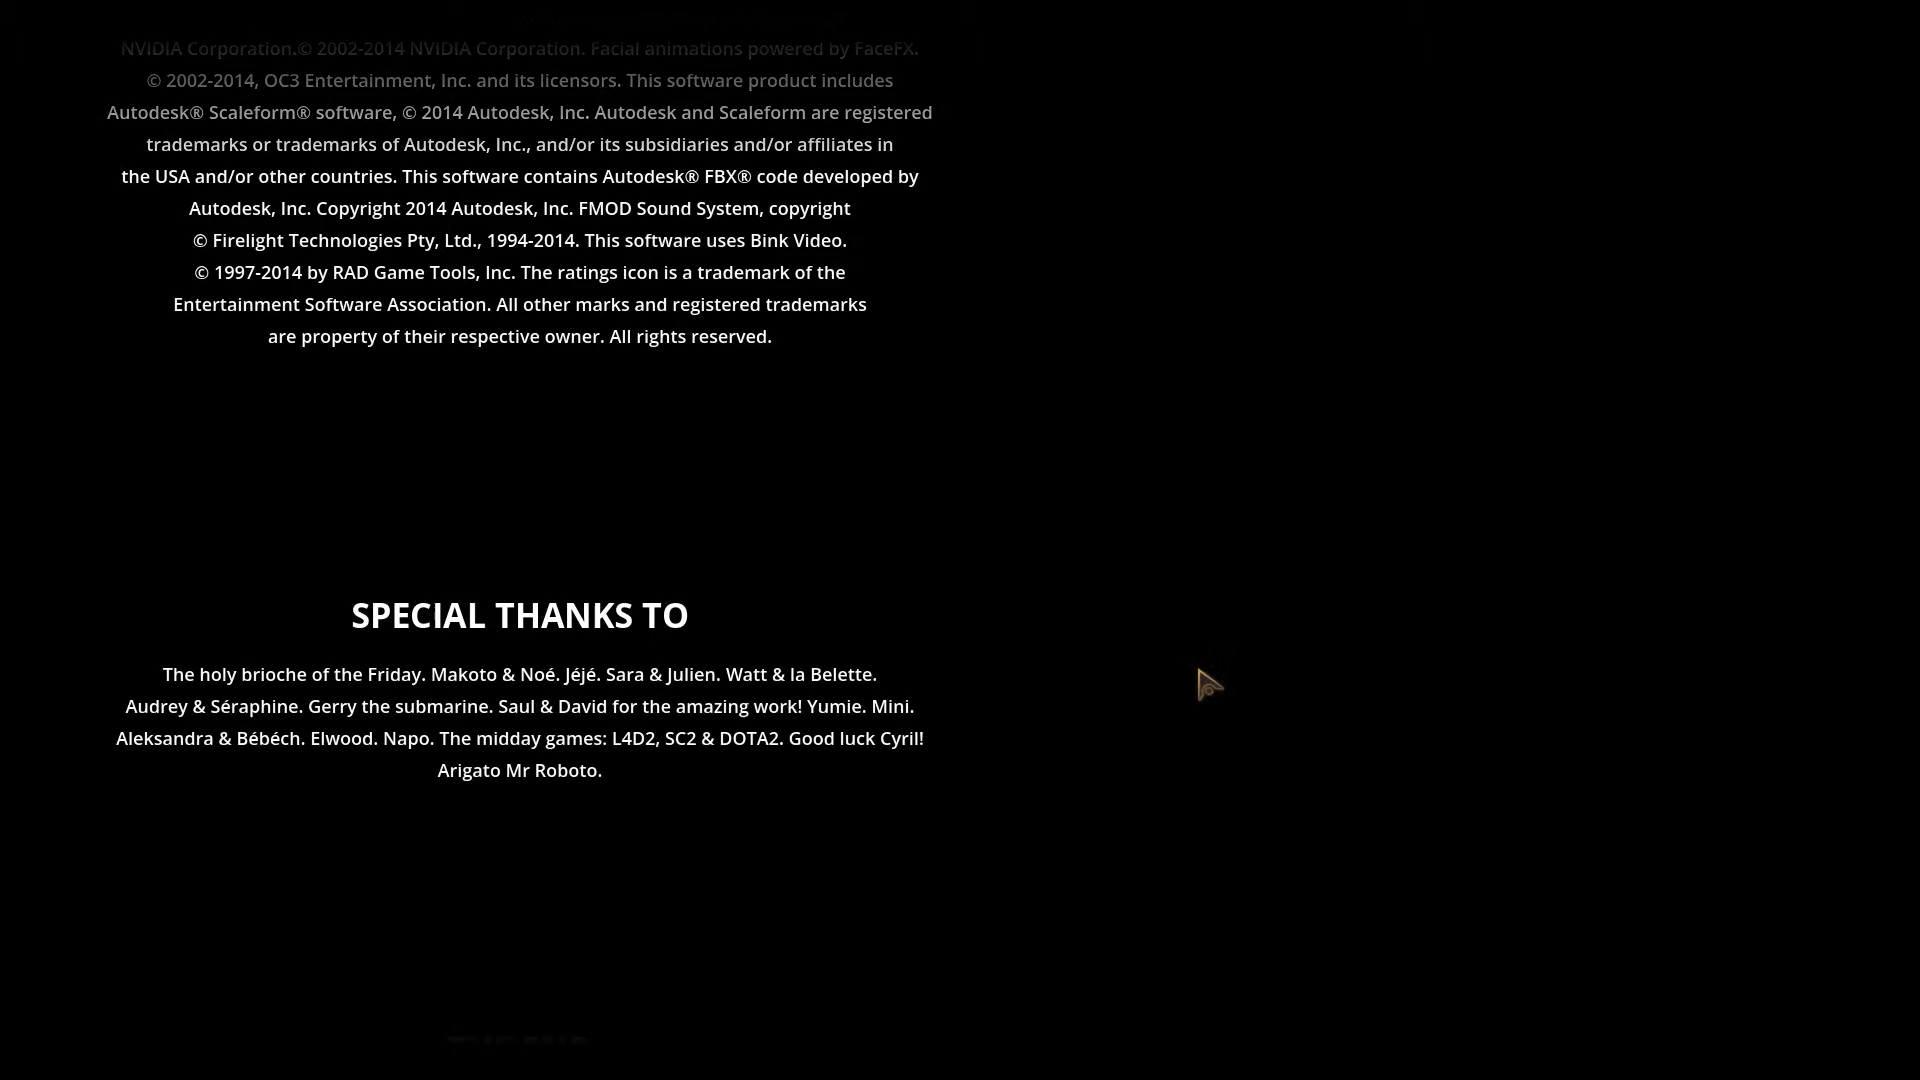 NVIDIA Corporation.© 2002-2014 NVIDIA Corporation. Facial animations powered by FaceFX.
© 2002-2014, OC3 Entertainment, Inc. and its licensors. This software product includes
Autodesk® Scaleform® software, © 2014 Autodesk, Inc. Autodesk and Scaleform are registered
trademarks or trademarks of Autodesk, Inc., and/or its subsidiaries and/or affiliates in
the USA and/or other countries. This software contains Autodesk® FBX® code developed by
Autodesk, Inc. Copyright 2014 Autodesk, Inc. FMOD Sound System, copyright
© Firelight Technologies Pty, Ltd., 1994-2014. This software uses Bink Video.
© 1997-2014 by RAD Game Tools, Inc. The ratings icon is a trademark of the
Entertainment Software Association. All other marks and registered trademarks
are property of their respective owner. All rights reserved.
SPECIAL THANKS TO
The holy brioche of the Friday. Makoto & Noé. Jéjé. Sara & Julien. Watt & la Belette.
Audrey & Séraphine. Gerry the submarine. Saul & David for the amazing work! Yumie. Mini.
Aleksandra & Bébéch. Elwood. Napo. The midday games: L4D2, SC2 & DOTA2. Good luck Cyril!
Arigato Mr Roboto.